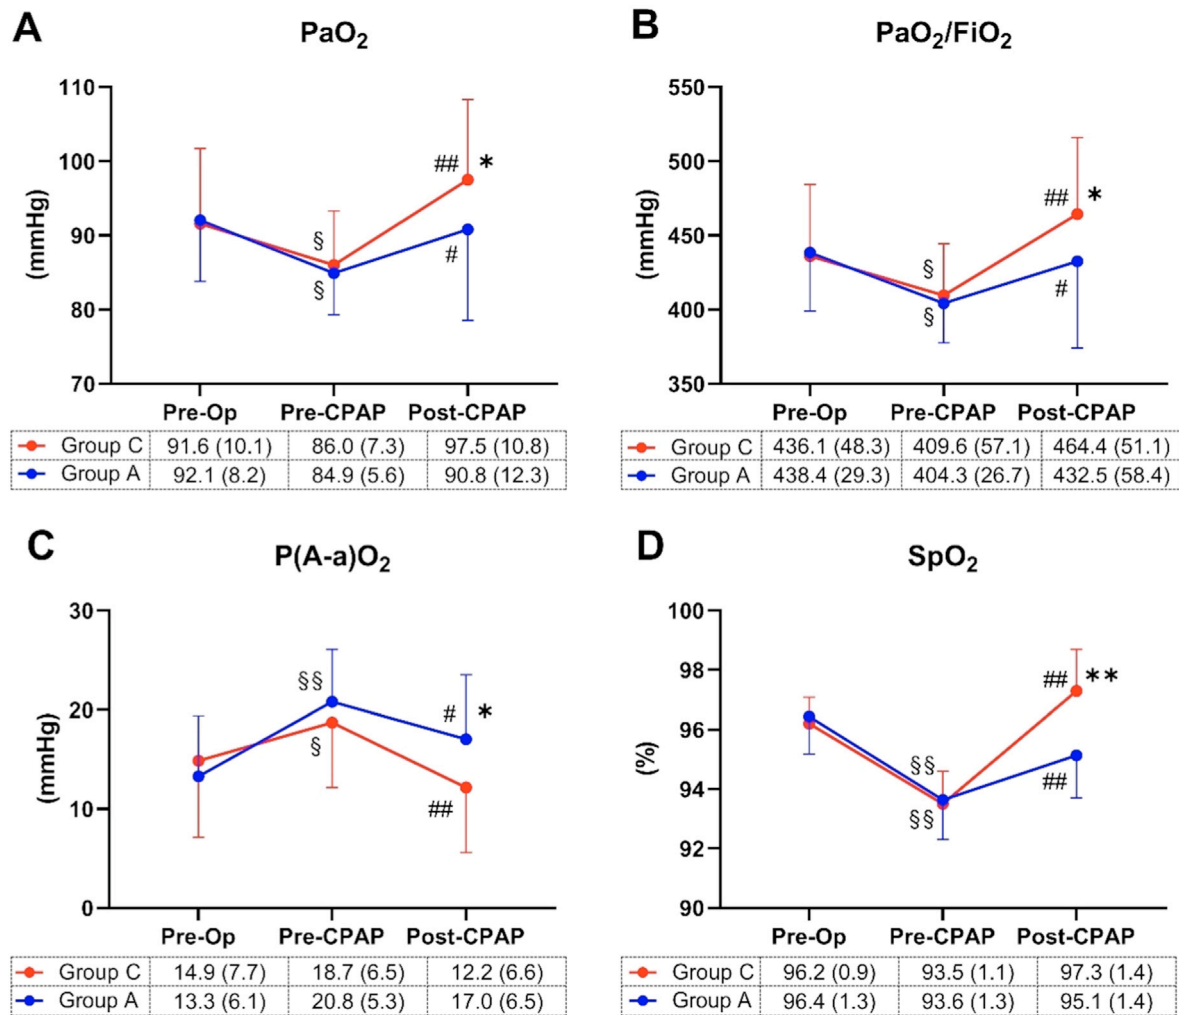 A
PaO2
110
100
90
80
70
(mmHg)
§
§
##
*
#
Pre-Op Pre-CPAP Post-CPAP
Group C 91.6 (10.1) 86.0 (7.3) 97.5 (10.8)
Group A 92.1 (8.2) 84.9 (5.6) 90.8 (12.3)
B
PaO2/FiO2
550
500
450
400
350
(mmHg)
§
§
##
*
#
Pre-Op Pre-CPAP Post-CPAP
Group C 436.1 (48.3) 409.6 (57.1) 464.4 (51.1)
Group A 438.4 (29.3) 404.3 (26.7) 432.5 (58.4)
C
P(A-a)O2
30
20
10
0
(mmHg)
§§
§
#
*
##
Pre-Op Pre-CPAP Post-CPAP
Group C 14.9 (7.7) 18.7 (6.5) 12.2 (6.6)
Group A 13.3 (6.1) 20.8 (5.3) 17.0 (6.5)
D
SpO2
100
98
96
94
92
90
(%)
§§
§§
##
**
##
Pre-Op Pre-CPAP Post-CPAP
Group C 96.2 (0.9) 93.5 (1.1) 97.3 (1.4)
Group A 96.4 (1.3) 93.6 (1.3) 95.1 (1.4)